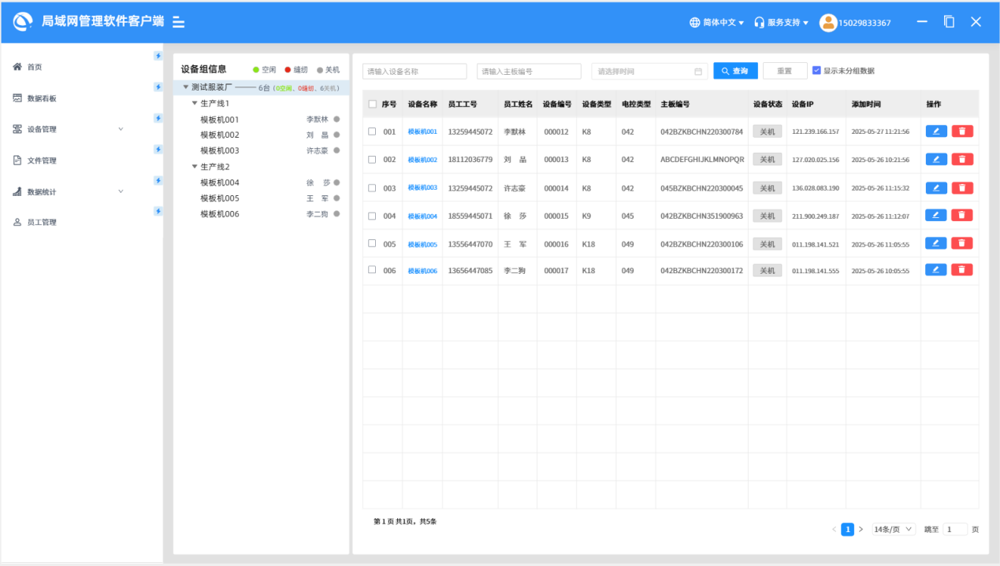 局域网管理软件客户端
简体中文 服务支持 15029833367
首页
数据看板
设备管理
文件管理
数据统计
员工管理
设备组信息 空闲 缝纫 关机
测试服装厂 6台 (0空闲、0缝纫、6关机)
生产线1
模板机001 李默林
模板机002 刘 晶
模板机003 许志豪
生产线2
模板机004 徐 莎
模板机005 王 军
模板机006 李二狗
请输入设备名称 请输入主板编号 请选择时间 查询 重置 显示未分组数据
序号 设备名称 员工工号 员工姓名 设备编号 设备类型 电控类型 主板编号 设备状态 设备IP 添加时间 操作
001 模板机001 13259445072 李默林 000012 K8 042 042BZKBCHN220300784 关机 121.239.166.157 2025-05-27 11:21:56
002 模板机002 18112036779 刘 晶 000013 K8 042 ABCDEFGHIJKLMNOPQR 关机 127.020.025.156 2025-05-26 10:21:56
003 模板机003 13259445072 许志豪 000014 K8 042 045BZKBCHN220300045 关机 136.028.083.190 2025-05-26 11:15:32
004 模板机004 18559445071 徐 莎 000015 K9 045 042BZKBCHN351900963 关机 211.900.249.187 2025-05-26 11:12:07
005 模板机005 13556447070 王 军 000016 K18 049 042BZKBCHN220300106 关机 011.198.141.521 2025-05-26 11:05:55
006 模板机006 13656447085 李二狗 000017 K18 049 042BZKBCHN220300172 关机 011.198.141.555 2025-05-26 10:05:55
第 1 页 共1页，共5条
< 1 > 14条/页 跳至 1 页